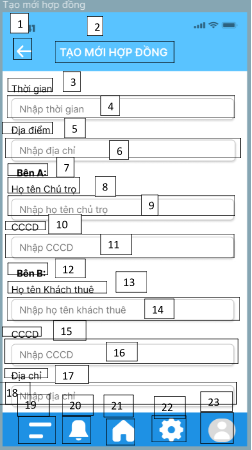 Tạo mới hợp đồng
1
2
TẠO MỚI HỢP ĐỒNG
Thời gian 3
Nhập thời gian 4
Địa điểm 5
Nhập địa chỉ 6
Bên A: 7
Họ tên Chủ trọ 8
Nhập họ tên chủ trọ 9
CCCD 10
Nhập CCCD 11
Bên B: 12
Họ tên Khách thuê 13
Nhập họ tên khách thuê 14
CCCD 15
Nhập CCCD 16
Địa chỉ 17
18 Nhập địa chỉ
19 20 21 22 23